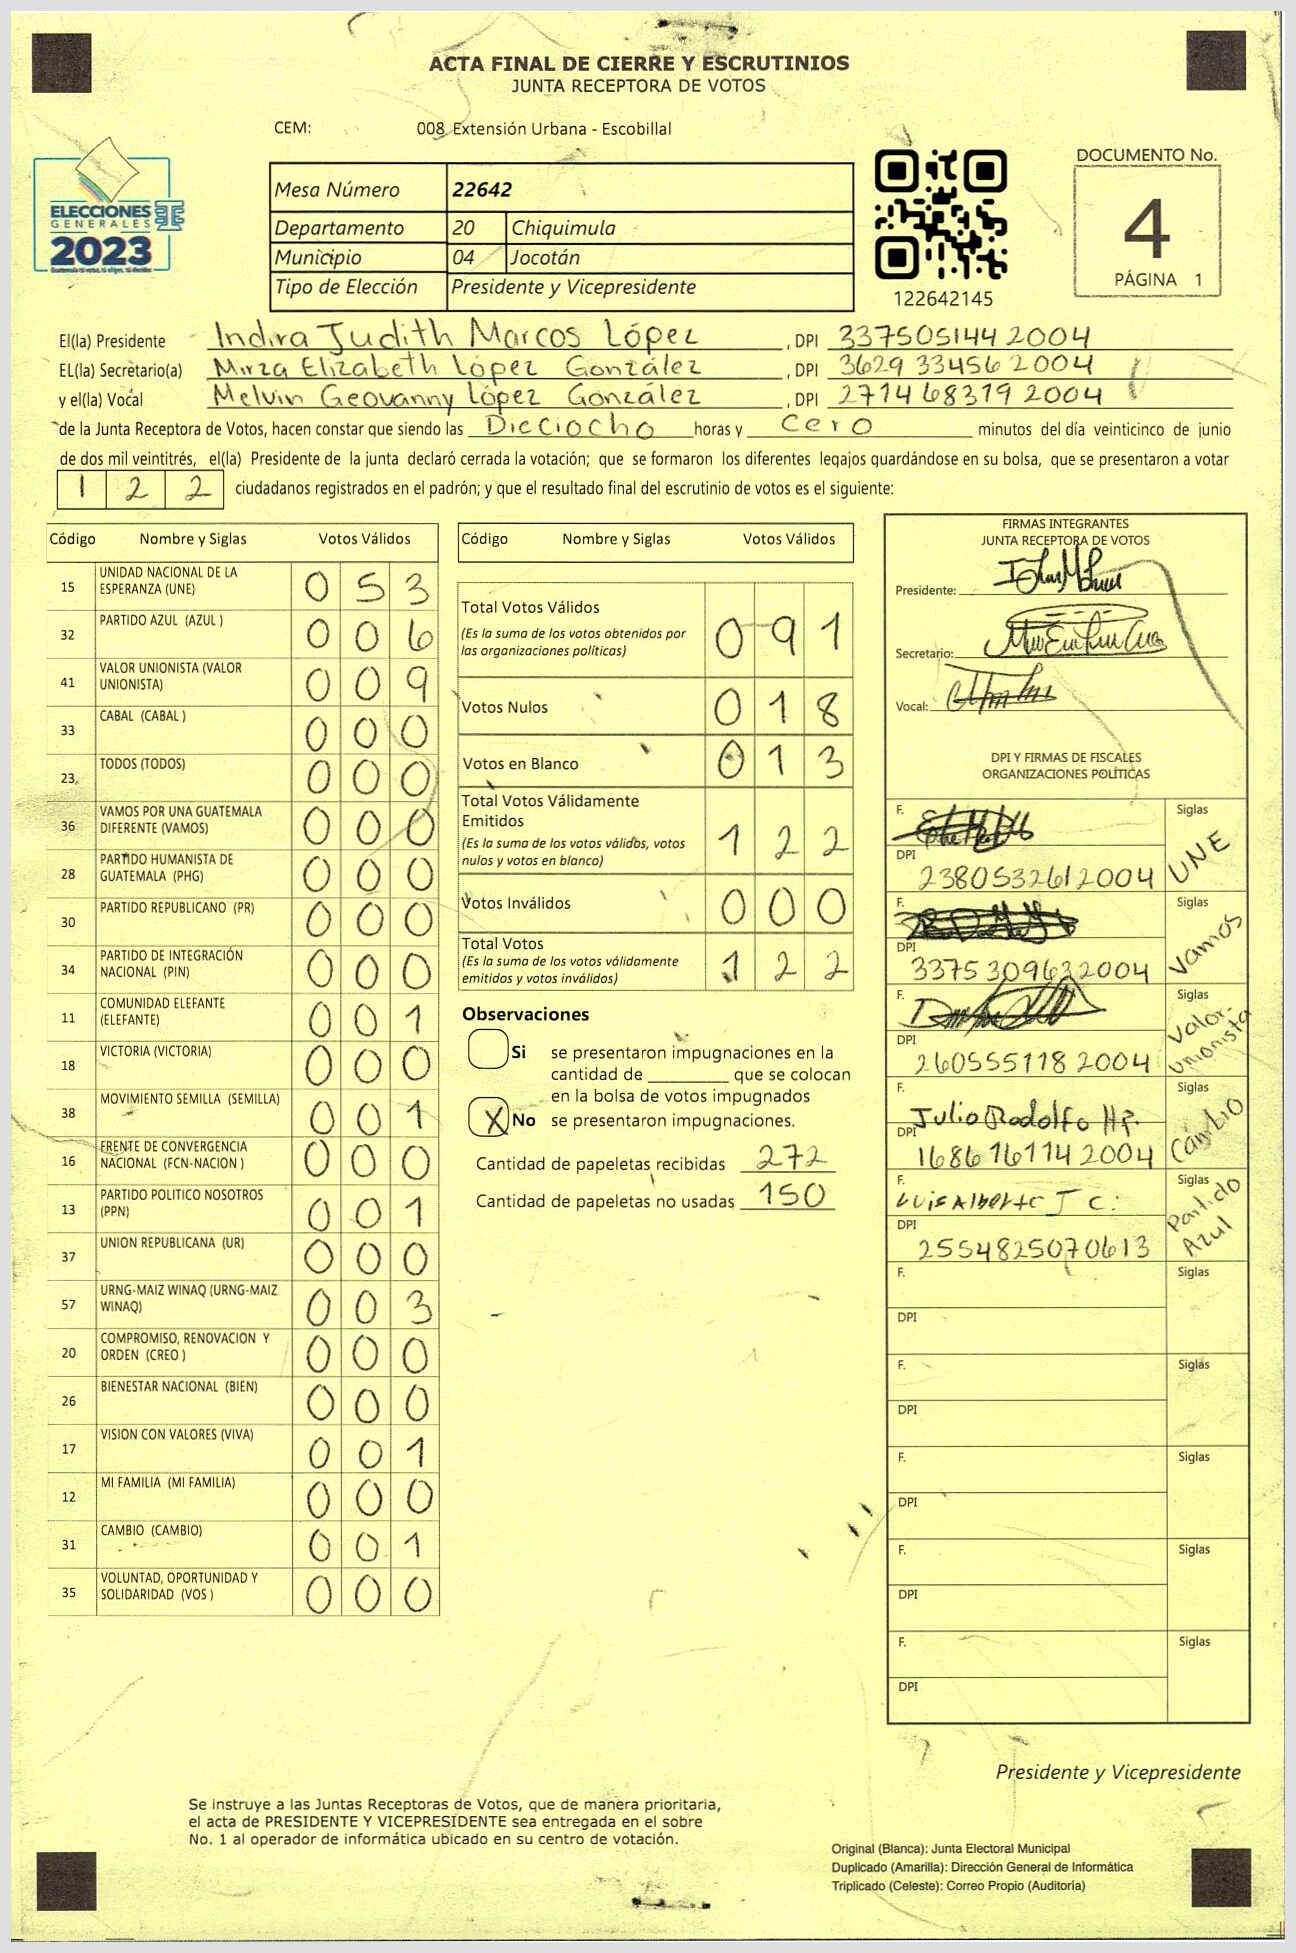 ACTA FINAL DE CIERRE Y ESCRUTINIOS
JUNTA RECEPTORA DE VOTOS
CEM: 008 Extensión Urbana - Escobillal
ELECCIONES
GENERALES
2023
Mesa Número 22642
Departamento 20 Chiquimula
Municipio 04 Jocotán
Tipo de Elección Presidente y Vicepresidente
122642145
DOCUMENTO No.
4
PÁGINA 1
El(la) Presidente Indira Judith Marcos López , DPI 337505144 2004
EL(la) Secretario(a) Mirza Elizabeth López González , DPI 3629 33456 2004
y el(la) Vocal Melvin Geovanny López González , DPI 2714 68319 2004
de la Junta Receptora de Votos, hacen constar que siendo las Dieciocho horas y cero minutos del día veinticinco de junio
de dos mil veintitrés, el(la) Presidente de la junta declaró cerrada la votación; que se formaron los diferentes legajos guardándose en su bolsa, que se presentaron a votar
1 2 2 ciudadanos registrados en el padrón; y que el resultado final del escrutinio de votos es el siguiente:
Código Nombre y Siglas Votos Válidos
15 UNIDAD NACIONAL DE LA ESPERANZA (UNE) 0 5 3
32 PARTIDO AZUL (AZUL ) 0 0 6
41 VALOR UNIONISTA (VALOR UNIONISTA) 0 0 9
33 CABAL (CABAL ) 0 0 0
23 TODOS (TODOS) 0 0 0
36 VAMOS POR UNA GUATEMALA DIFERENTE (VAMOS) 0 0 0
28 PARTIDO HUMANISTA DE GUATEMALA (PHG) 0 0 0
30 PARTIDO REPUBLICANO (PR) 0 0 0
34 PARTIDO DE INTEGRACIÓN NACIONAL (PIN) 0 0 0
11 COMUNIDAD ELEFANTE (ELEFANTE) 0 0 1
18 VICTORIA (VICTORIA) 0 0 0
38 MOVIMIENTO SEMILLA (SEMILLA) 0 0 1
16 FRENTE DE CONVERGENCIA NACIONAL (FCN-NACION ) 0 0 0
13 PARTIDO POLITICO NOSOTROS (PPN) 0 0 1
37 UNION REPUBLICANA (UR) 0 0 0
57 URNG-MAIZ WINAQ (URNG-MAIZ WINAQ) 0 0 3
20 COMPROMISO, RENOVACION Y ORDEN (CREO ) 0 0 0
26 BIENESTAR NACIONAL (BIEN) 0 0 0
17 VISION CON VALORES (VIVA) 0 0 1
12 MI FAMILIA (MI FAMILIA) 0 0 0
31 CAMBIO (CAMBIO) 0 0 1
35 VOLUNTAD, OPORTUNIDAD Y SOLIDARIDAD (VOS ) 0 0 0
Código Nombre y Siglas Votos Válidos
Total Votos Válidos 0 9 1
(Es la suma de los votos obtenidos por
las organizaciones políticas)
Votos Nulos 0 1 8
Votos en Blanco 0 1 3
Total Votos Válidamente
Emitidos 1 2 2
(Es la suma de los votos válidos, votos
nulos y votos en blanco)
Votos Inválidos 0 0 0
Total Votos 1 2 2
(Es la suma de los votos válidamente
emitidos y votos inválidos)
Observaciones
Si se presentaron impugnaciones en la
cantidad de ________ que se colocan
en la bolsa de votos impugnados
X No se presentaron impugnaciones.
Cantidad de papeletas recibidas 272
Cantidad de papeletas no usadas 150
FIRMAS INTEGRANTES
JUNTA RECEPTORA DE VOTOS
Presidente:
Secretario:
Vocal:
DPI Y FIRMAS DE FISCALES
ORGANIZACIONES POLÍTICAS
F. Siglas
DPI 2380532612004 UNE
F. Siglas
DPI 3375309632004 Vamos
F. Siglas
DPI 260555118 2004 Valor Unionista
F. Julio Rodolfo Siglas
DPI 1686 16114 2004 Cambio
F. Luis Alberto J C. Siglas
DPI 2554825070613 Partido Azul
F. Siglas
DPI
F. Siglas
DPI
F. Siglas
DPI
F. Siglas
DPI
F. Siglas
DPI
Presidente y Vicepresidente
Se instruye a las Juntas Receptoras de Votos, que de manera prioritaria,
el acta de PRESIDENTE Y VICEPRESIDENTE sea entregada en el sobre
No. 1 al operador de informática ubicado en su centro de votación.
Original (Blanca): Junta Electoral Municipal
Duplicado (Amarilla): Dirección General de Informática
Triplicado (Celeste): Correo Propio (Auditoría)